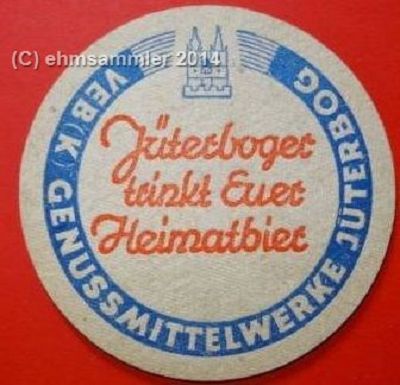 (C) ehmsammler 2014
VEB (K) GENUSSMITTELWERKE JÜTERBOG
Jüterboger
trinkt Euer
Heimatbier